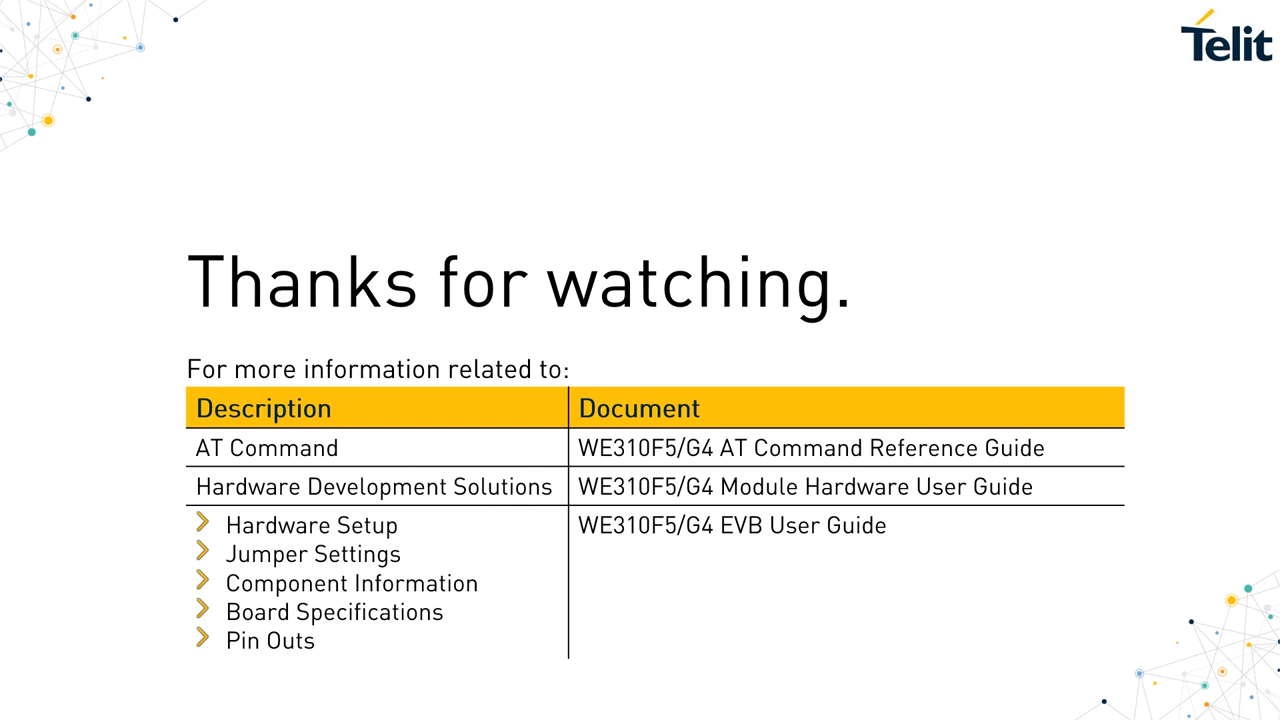 Telit
Thanks for watching.
For more information related to:
Description
Document
AT Command
WE310F5/G4 AT Command Reference Guide
Hardware Development Solutions
WE310F5/G4 Module Hardware User Guide
Hardware Setup
WE310F5/G4 EVB User Guide
Jumper Settings
Component Information
Board Specifications
Pin Outs